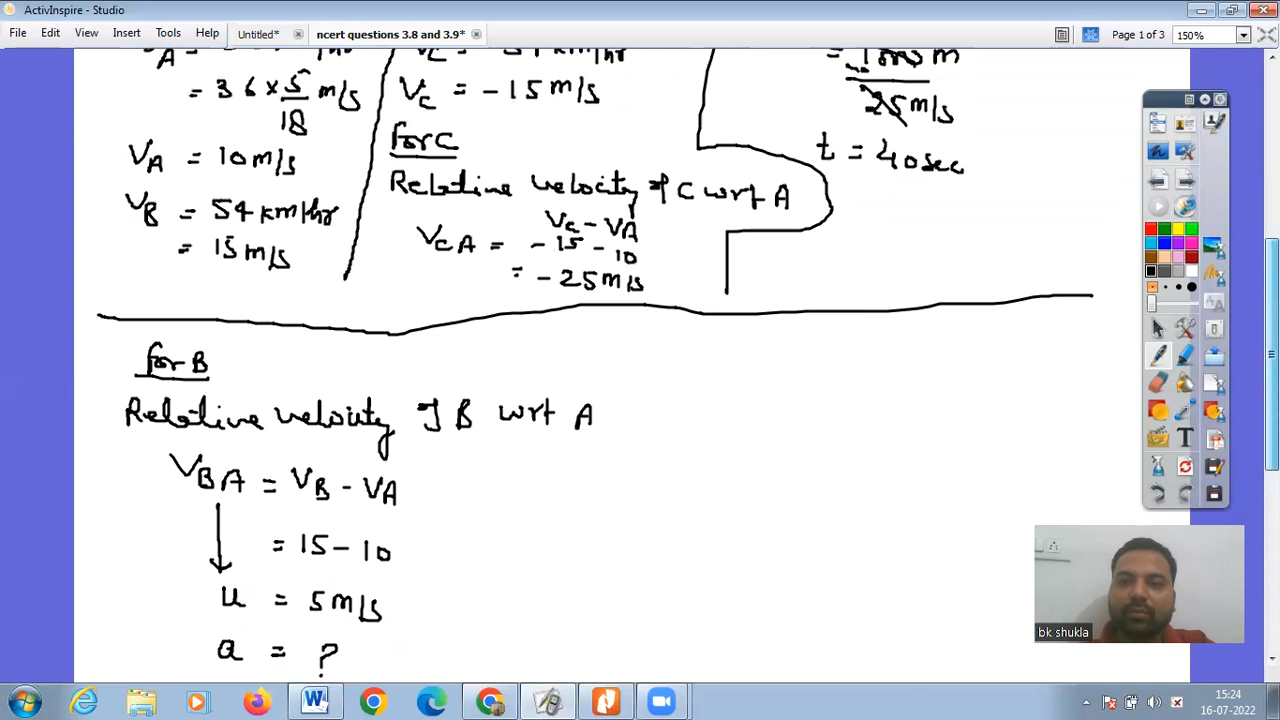 ActivInspire - Studio
File Edit View Insert Tools Help
Untitled* ncert questions 3.8 and 3.9*
Page 1 of 3
150%
VA
= 36 × 5/18 m/s
VA = 10 m/s
VB = 54 km/hr
= 15 m/s
VC = -15 m/s
for C
Relative velocity of C wrt A
VCA = VC - VA
-15 - 10
= -25 m/s
25 m/s
t = 40 sec
for B
Relative velocity of B wrt A
VBA = VB - VA
= 15 - 10
u = 5 m/s
a = ?
bk shukla
15:24
16-07-2022